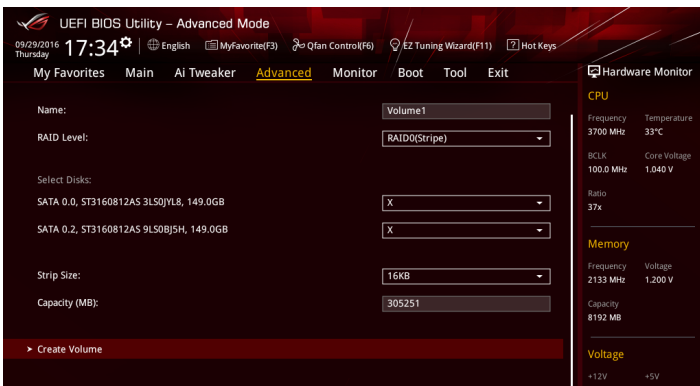 UEFI BIOS Utility – Advanced Mode
09/29/2016
Thursday
17:34
English
MyFavorite(F3)
Qfan Control(F6)
EZ Tuning Wizard(F11)
? Hot Keys
My Favorites
Main
Ai Tweaker
Advanced
Monitor
Boot
Tool
Exit
Hardware Monitor
Name:
Volume1
RAID Level:
RAID0(Stripe)
Select Disks:
SATA 0.0, ST3160812AS 3LS0JYL8, 149.0GB
X
SATA 0.2, ST3160812AS 9LS0BJ5H, 149.0GB
X
Strip Size:
16KB
Capacity (MB):
305251
> Create Volume
CPU
Frequency Temperature
3700 MHz 33°C
BCLK Core Voltage
100.0 MHz 1.040 V
Ratio
37x
Memory
Frequency Voltage
2133 MHz 1.200 V
Capacity
8192 MB
Voltage
+12V +5V